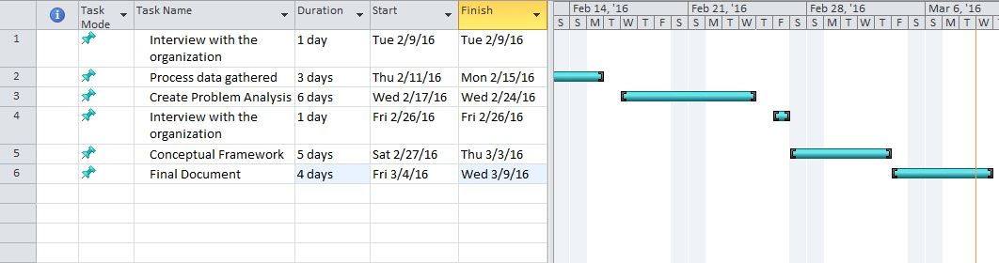 Task Mode Task Name Duration Start Finish
1 Interview with the organization 1 day Tue 2/9/16 Tue 2/9/16
2 Process data gathered 3 days Thu 2/11/16 Mon 2/15/16
3 Create Problem Analysis 6 days Wed 2/17/16 Wed 2/24/16
4 Interview with the organization 1 day Fri 2/26/16 Fri 2/26/16
5 Conceptual Framework 5 days Sat 2/27/16 Thu 3/3/16
6 Final Document 4 days Fri 3/4/16 Wed 3/9/16
Feb 14, '16 Feb 21, '16 Feb 28, '16 Mar 6, '16
S S M T W T F S S M T W T F S S M T W T F S S M T W